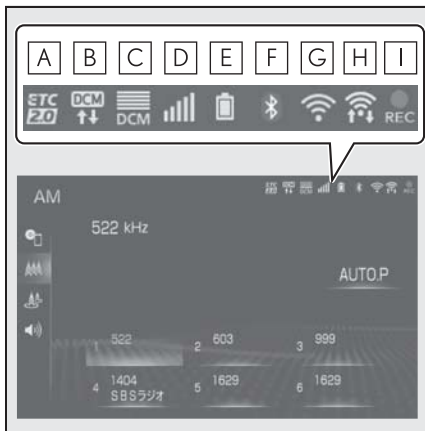 A B C D E F G H I
ETC 2.0 DCM DCM REC
AM
522 kHz
AUTO.P
1 522 2 603 3 999
4 1404 5 1629 6 1629
SBSラジオ